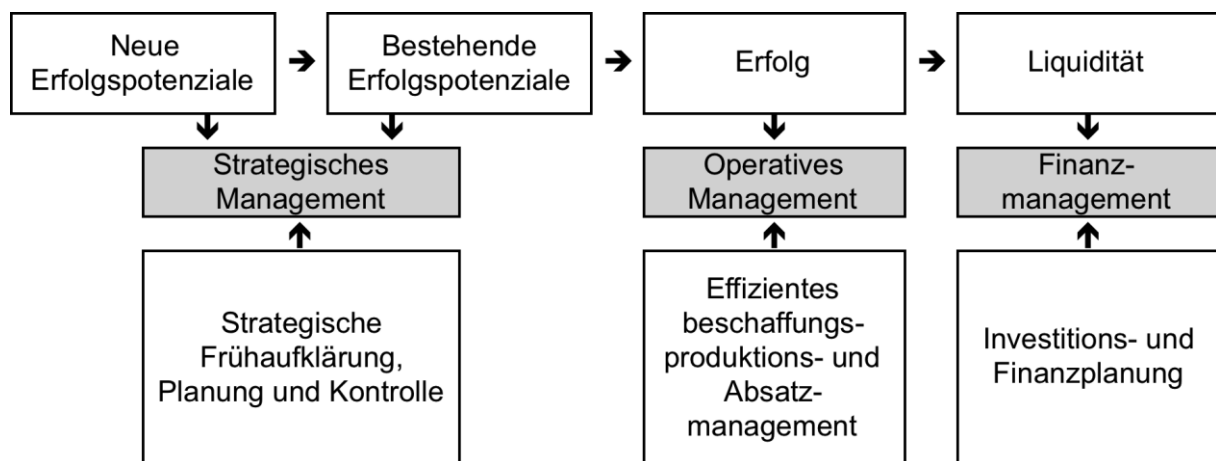 Neue
Erfolgspotenziale
Bestehende
Erfolgspotenziale
Erfolg
Liquidität
Strategisches
Management
Operatives
Management
Finanz-
management
Strategische
Frühaufklärung,
Planung und Kontrolle
Effizientes
beschaffungs-
produktions- und
Absatz-
management
Investitions- und
Finanzplanung